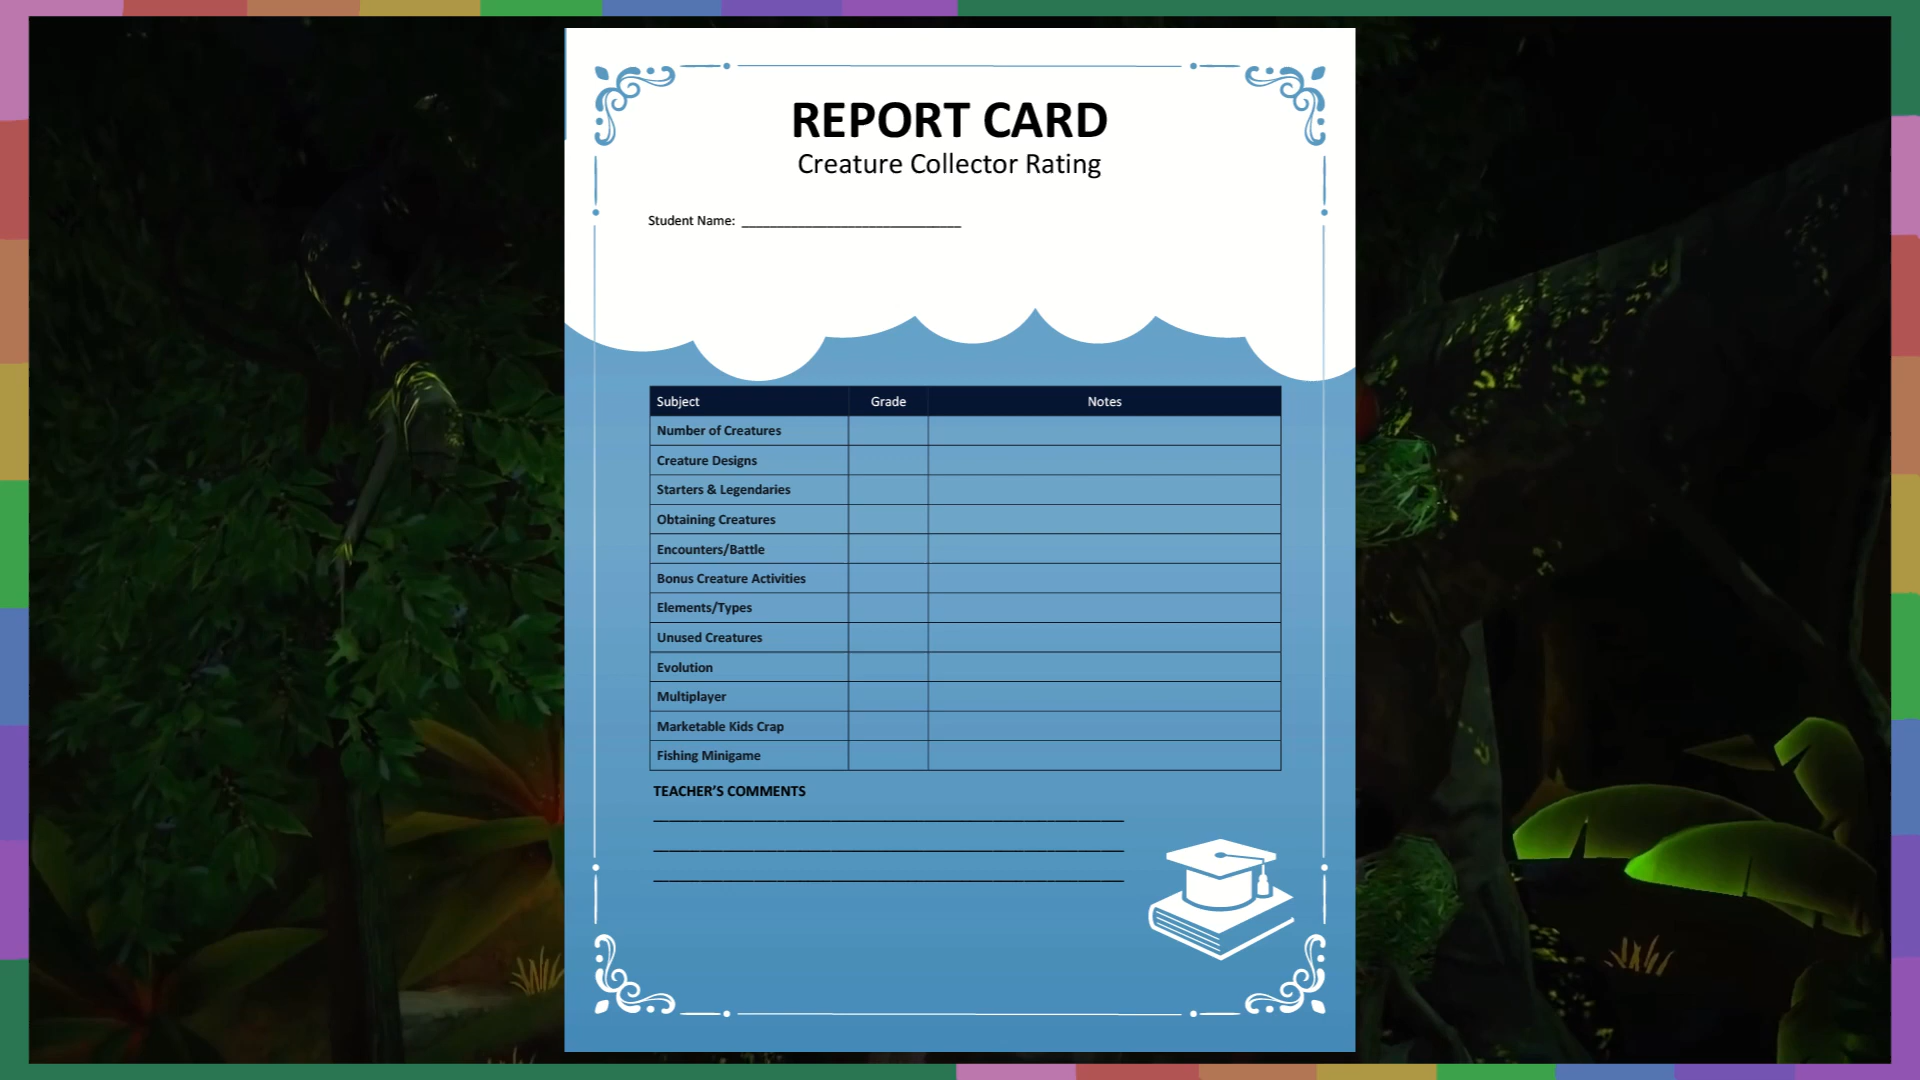 REPORT CARD
Creature Collector Rating
Student Name: ______________________________
Subject Grade Notes
Number of Creatures
Creature Designs
Starters & Legendaries
Obtaining Creatures
Encounters/Battle
Bonus Creature Activities
Elements/Types
Unused Creatures
Evolution
Multiplayer
Marketable Kids Crap
Fishing Minigame
TEACHER'S COMMENTS